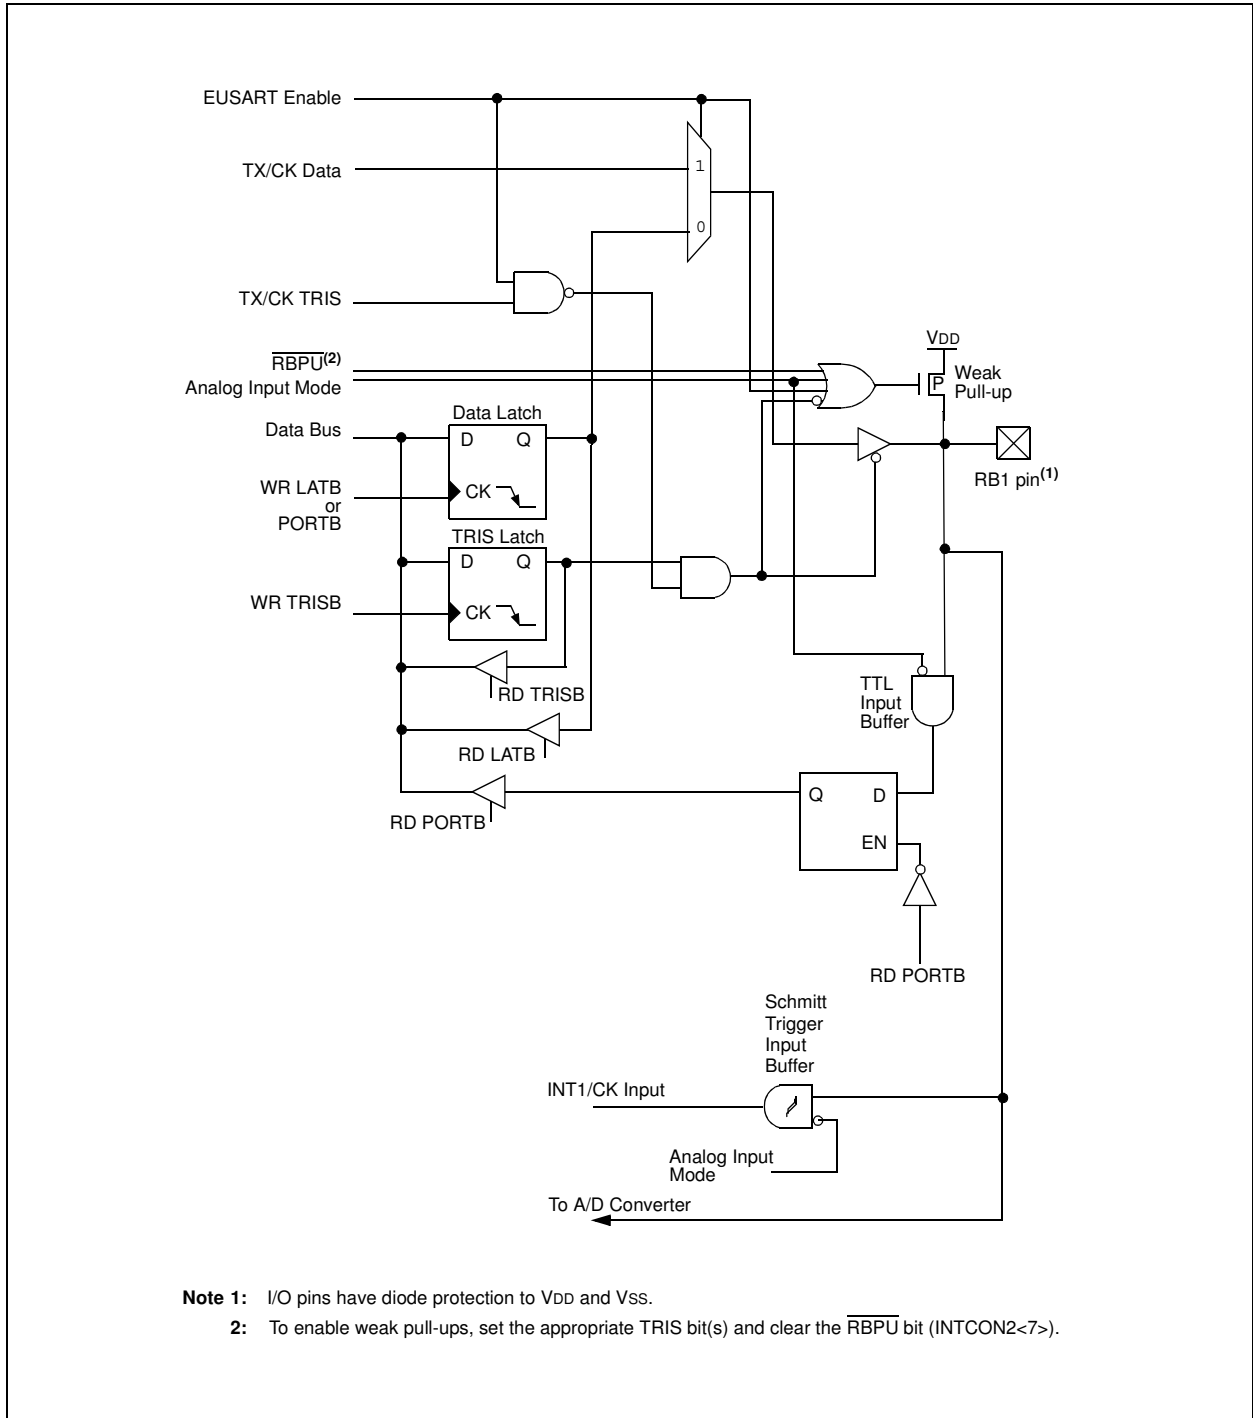 EUSART Enable
TX/CK Data
1
0
TX/CK TRIS
VDD
RBPU(2)
Analog Input Mode
P
Weak
Pull-up
Data Latch
Data Bus
D Q
RB1 pin(1)
WR LATB
or
PORTB
CK
TRIS Latch
D Q
WR TRISB
CK
RD TRISB
TTL
Input
Buffer
RD LATB
Q D
RD PORTB
EN
RD PORTB
Schmitt
Trigger
Input
Buffer
INT1/CK Input
Analog Input
Mode
To A/D Converter
Note 1: I/O pins have diode protection to VDD and VSS.
2: To enable weak pull-ups, set the appropriate TRIS bit(s) and clear the RBPU bit (INTCON2<7>).